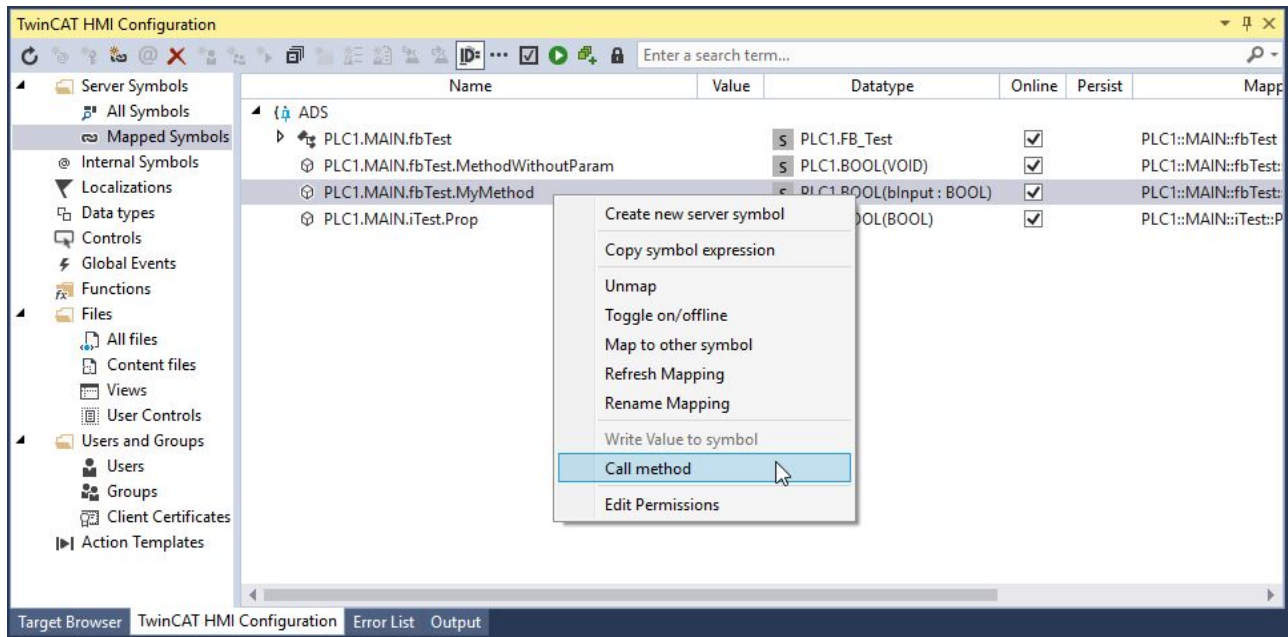 TwinCAT HMI Configuration
ID= ... Enter a search term...
Server Symbols
All Symbols
Mapped Symbols
Internal Symbols
Localizations
Data types
Controls
Global Events
Functions
Files
All files
Content files
Views
User Controls
Users and Groups
Users
Groups
Client Certificates
Action Templates
Name Value Datatype Online Persist Mapp
ADS
PLC1.MAIN.fbTest S PLC1.FB_Test PLC1::MAIN::fbTest
PLC1.MAIN.fbTest.MethodWithoutParam S PLC1.BOOL(VOID) PLC1::MAIN::fbTest:
PLC1.MAIN.fbTest.MyMethod S PLC1.BOOL(bInput : BOOL) PLC1::MAIN::fbTest:
PLC1.MAIN.iTest.Prop OOL(BOOL) PLC1::MAIN::iTest::P
Create new server symbol
Copy symbol expression
Unmap
Toggle on/offline
Map to other symbol
Refresh Mapping
Rename Mapping
Write Value to symbol
Call method
Edit Permissions
Target Browser TwinCAT HMI Configuration Error List Output